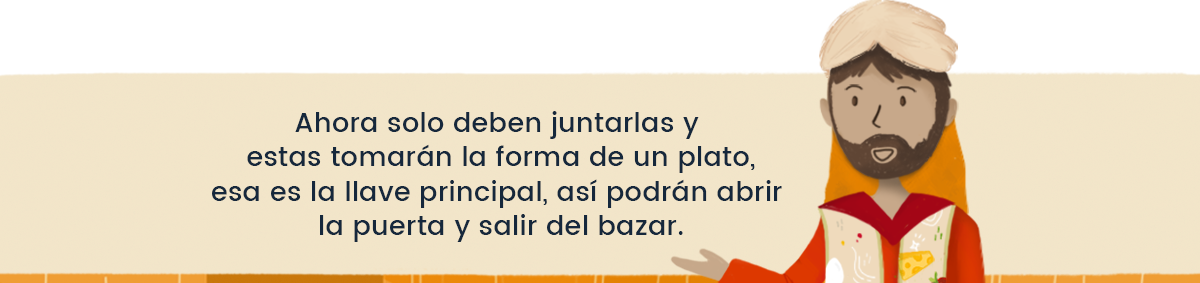 Ahora solo deben juntarlas y
estas tomarán la forma de un plato,
esa es la llave principal, así podrán abrir
la puerta y salir del bazar.